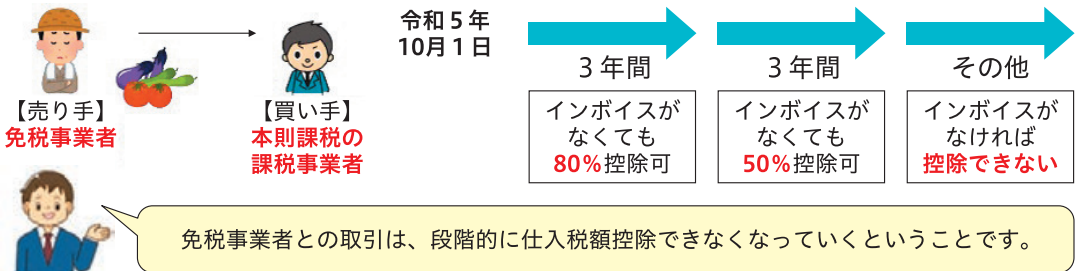 【売り手】
免税事業者
【買い手】
本則課税の
課税事業者
令和5年
10月1日
3年間
インボイスが
なくても
80%控除可
3年間
インボイスが
なくても
50%控除可
その他
インボイスが
なければ
控除できない
免税事業者との取引は、段階的に仕入税額控除できなくなっていくということです。